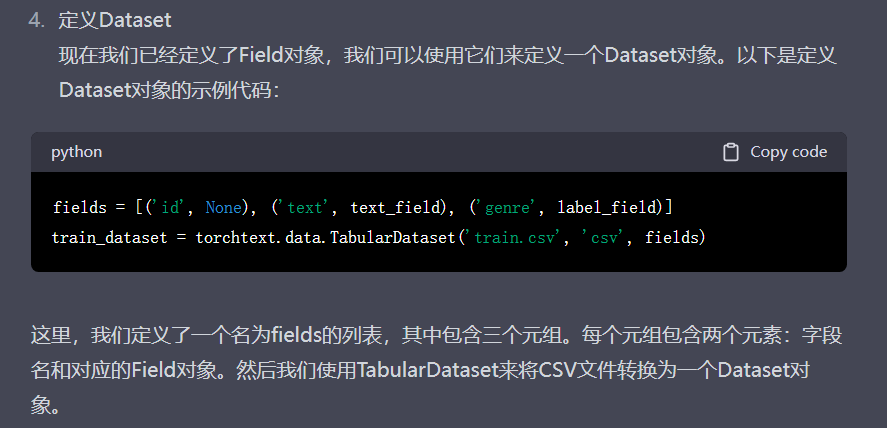 4. 定义Dataset
现在我们已经定义了Field对象，我们可以使用它们来定义一个Dataset对象。以下是定义
Dataset对象的示例代码：
python Copy code
fields = [('id', None), ('text', text_field), ('genre', label_field)]
train_dataset = torchtext.data.TabularDataset('train.csv', 'csv', fields)
这里，我们定义了一个名为fields的列表，其中包含三个元组。每个元组包含两个元素：字段
名和对应的Field对象。然后我们使用TabularDataset来将CSV文件转换为一个Dataset对
象。